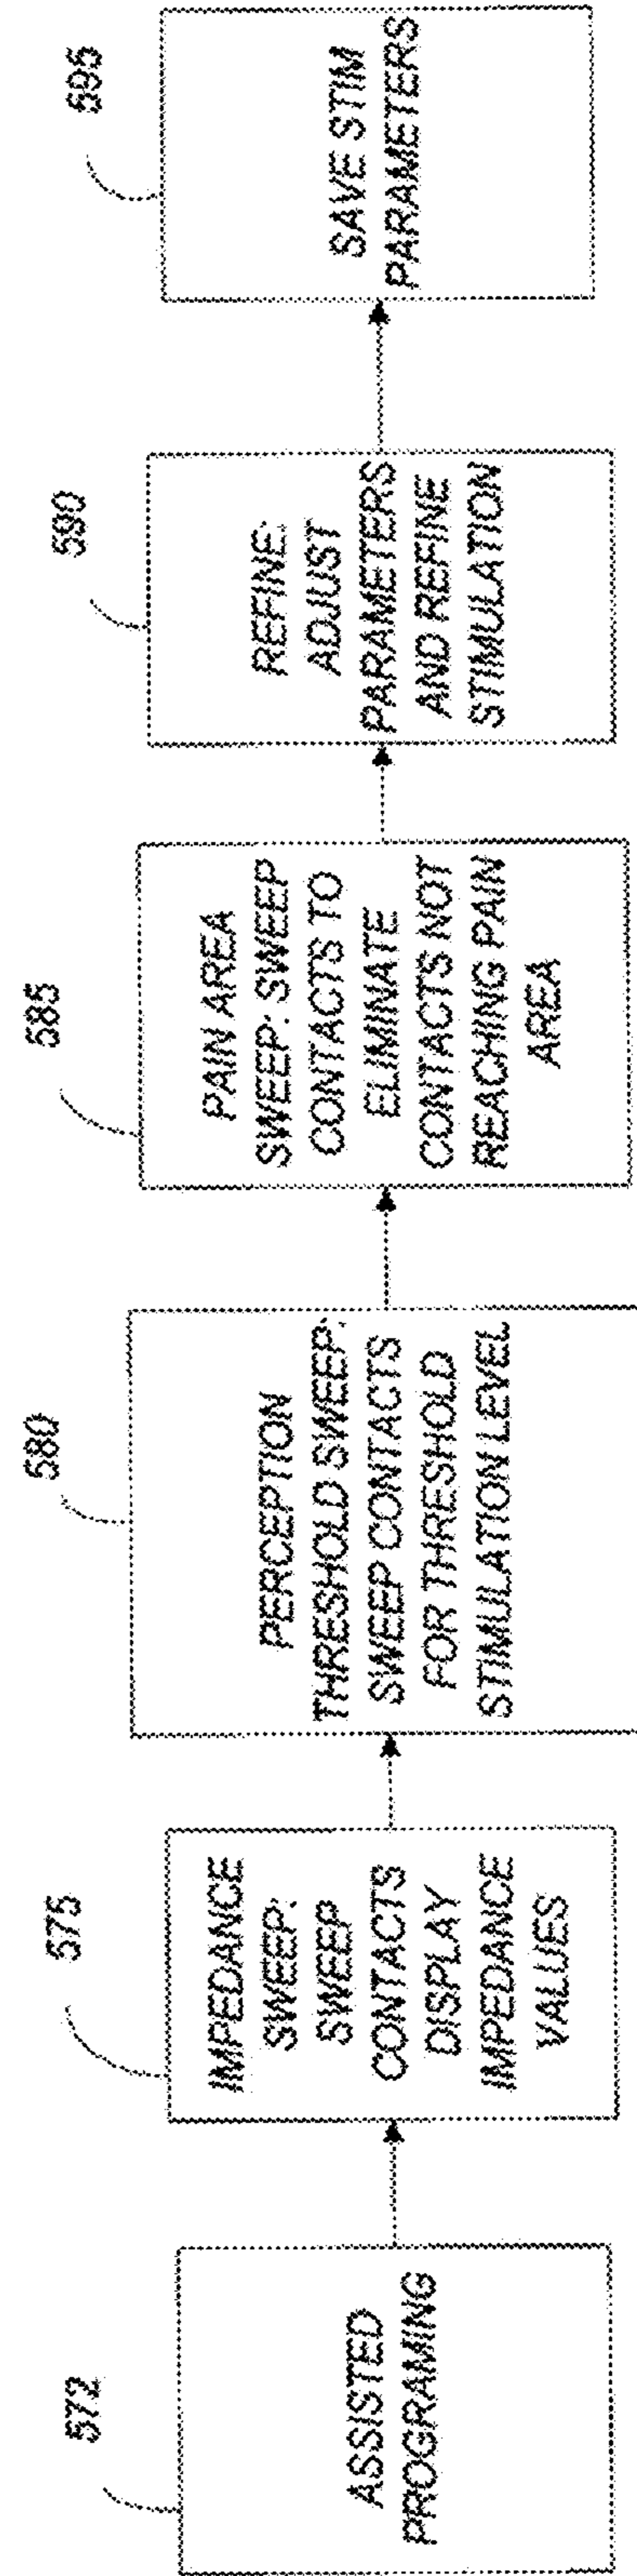 572
ASSISTED
PROGRAMING
575
IMPEDANCE
SWEEP:
SWEEP
CONTACTS
DISPLAY
IMPEDANCE
VALUES
580
PERCEPTION
THRESHOLD SWEEP:
SWEEP CONTACTS
FOR THRESHOLD
STIMULATION LEVEL
585
PAIN AREA
SWEEP: SWEEP
CONTACTS TO
ELIMINATE
CONTACTS NOT
REACHING PAIN
AREA
590
REFINE:
ADJUST
PARAMETERS
AND REFINE
STIMULATION
595
SAVE STIM
PARAMETERS